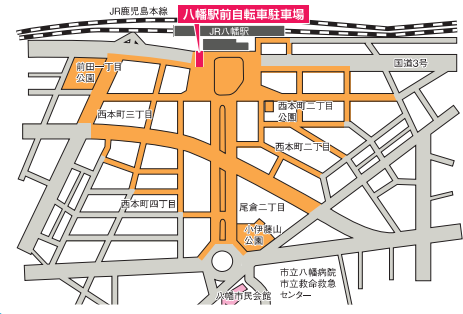 JR鹿児島本線
八幡駅前自転車駐車場
JR八幡駅
国道3号
前田一丁目
公園
西本町三丁目
西本町二丁目
公園
西本町二丁目
西本町四丁目
尾倉二丁目
小伊藤山
公園
市立八幡病院
市立救命救急
センター
八幡市民会館